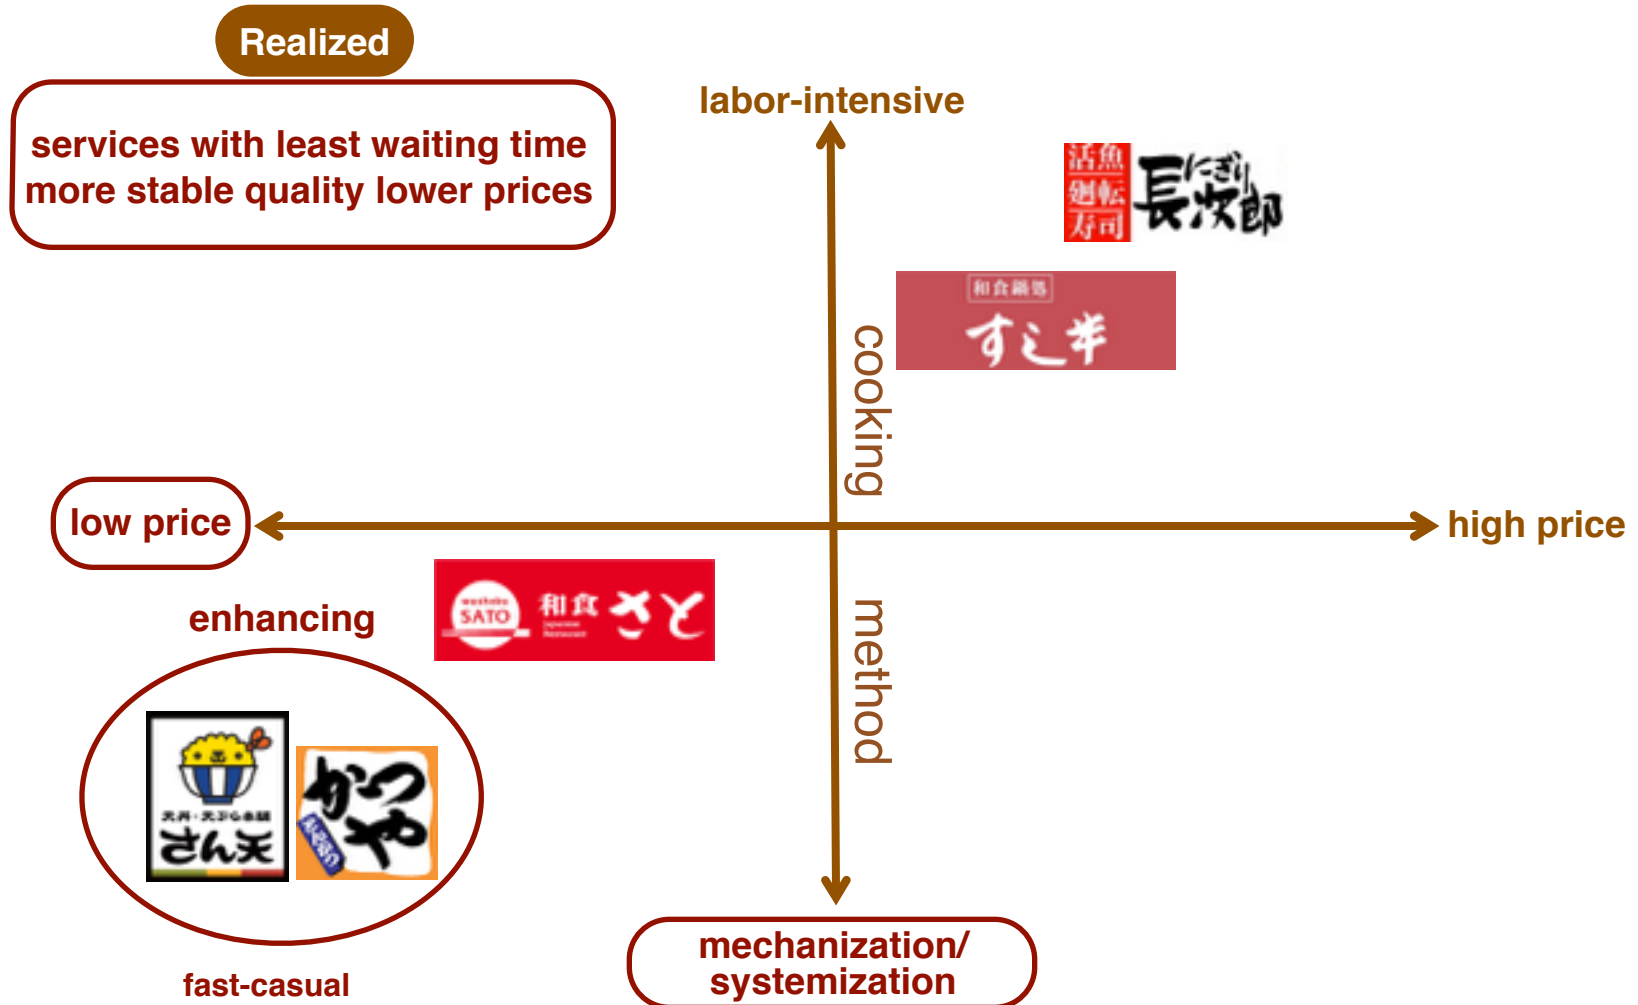 Realized
services with least waiting time
more stable quality lower prices
labor-intensive
活魚
廻転
寿司
にぎり
長次郎
和食鍋処
すし半
cooking
low price
high price
washoku
SATO
和食
さと
Japanese
Restaurant
enhancing
method
天丼・天ぷら本舗
さん天
かつや
fast-casual
mechanization/
systemization